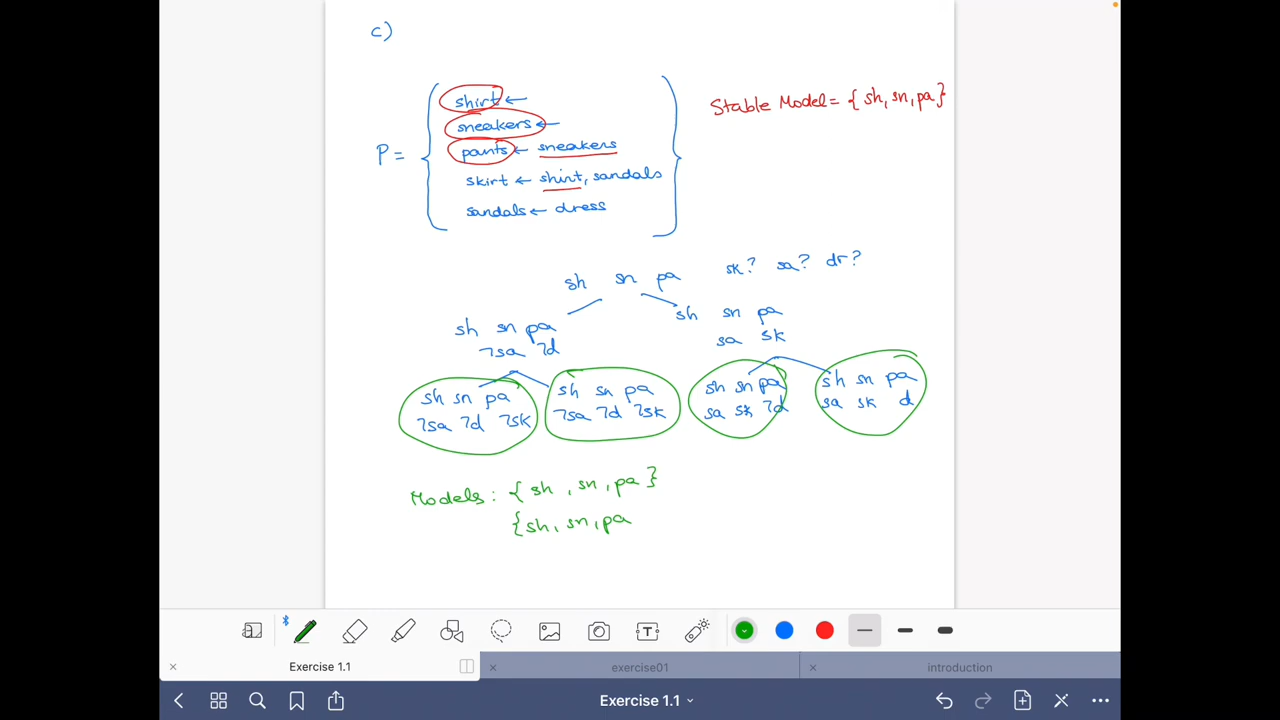 c)
P =
shirt ←
sneakers ←
pants ← sneakers
skirt ← shirt, sandals
sandals ← dress
Stable Model = { sh, sn, pa }
sh sn pa sk? sa? dr?
sh sn pa
¬sa ¬d
sh sn pa
sa sk
sh sn pa
¬sa ¬d ¬sk
sh sn pa
¬sa ¬d ¬sk
sh sn pa
sa sk ¬d
sh sn pa
sa sk d
Models: { sh, sn, pa }
{ sh, sn, pa
Exercise 1.1
exercise01
introduction
Exercise 1.1